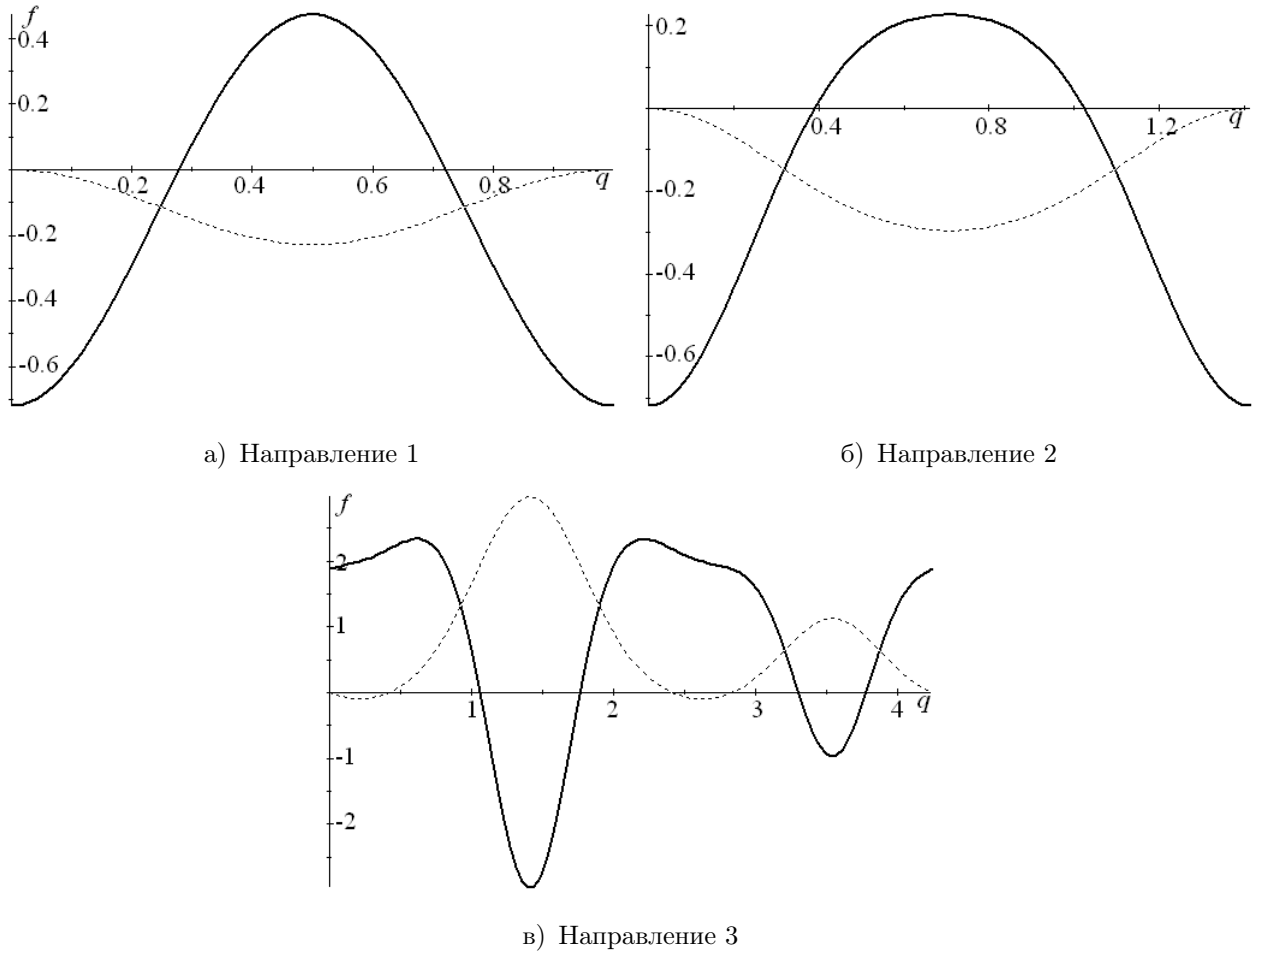 f
0.4
0.2
0.2 0.4 0.6 0.8 q
-0.2
-0.4
-0.6
а) Направление 1
0.2
0.4 0.8 1.2 q
-0.2
-0.4
-0.6
б) Направление 2
f
2
1
1 2 3 4 q
-1
-2
в) Направление 3